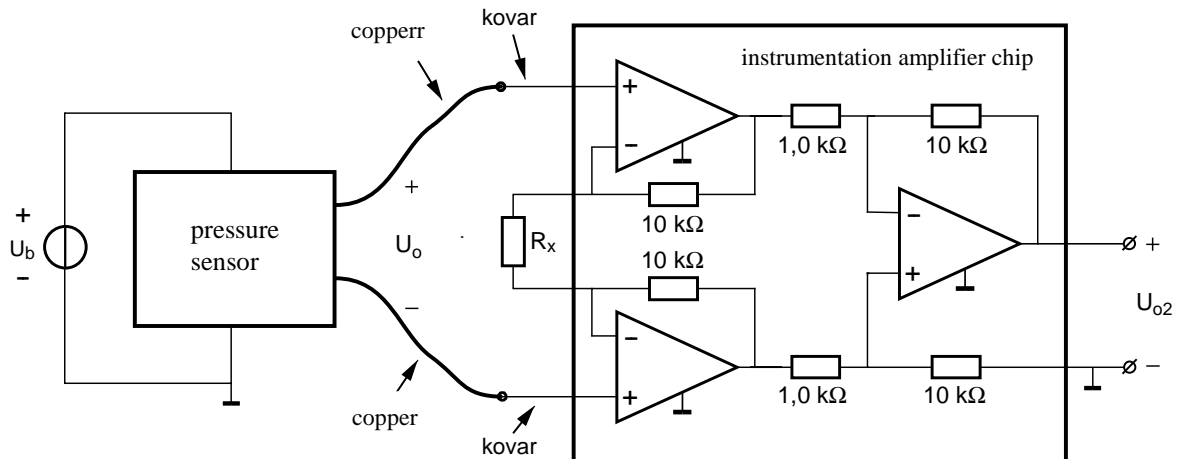 copperr
kovar
instrumentation amplifier chip
+
−
1,0 kΩ
10 kΩ
10 kΩ
+
U_b
−
pressure
sensor
+
U_o
−
R_x
10 kΩ
−
+
−
+
1,0 kΩ
10 kΩ
+
U_o2
−
copper
kovar